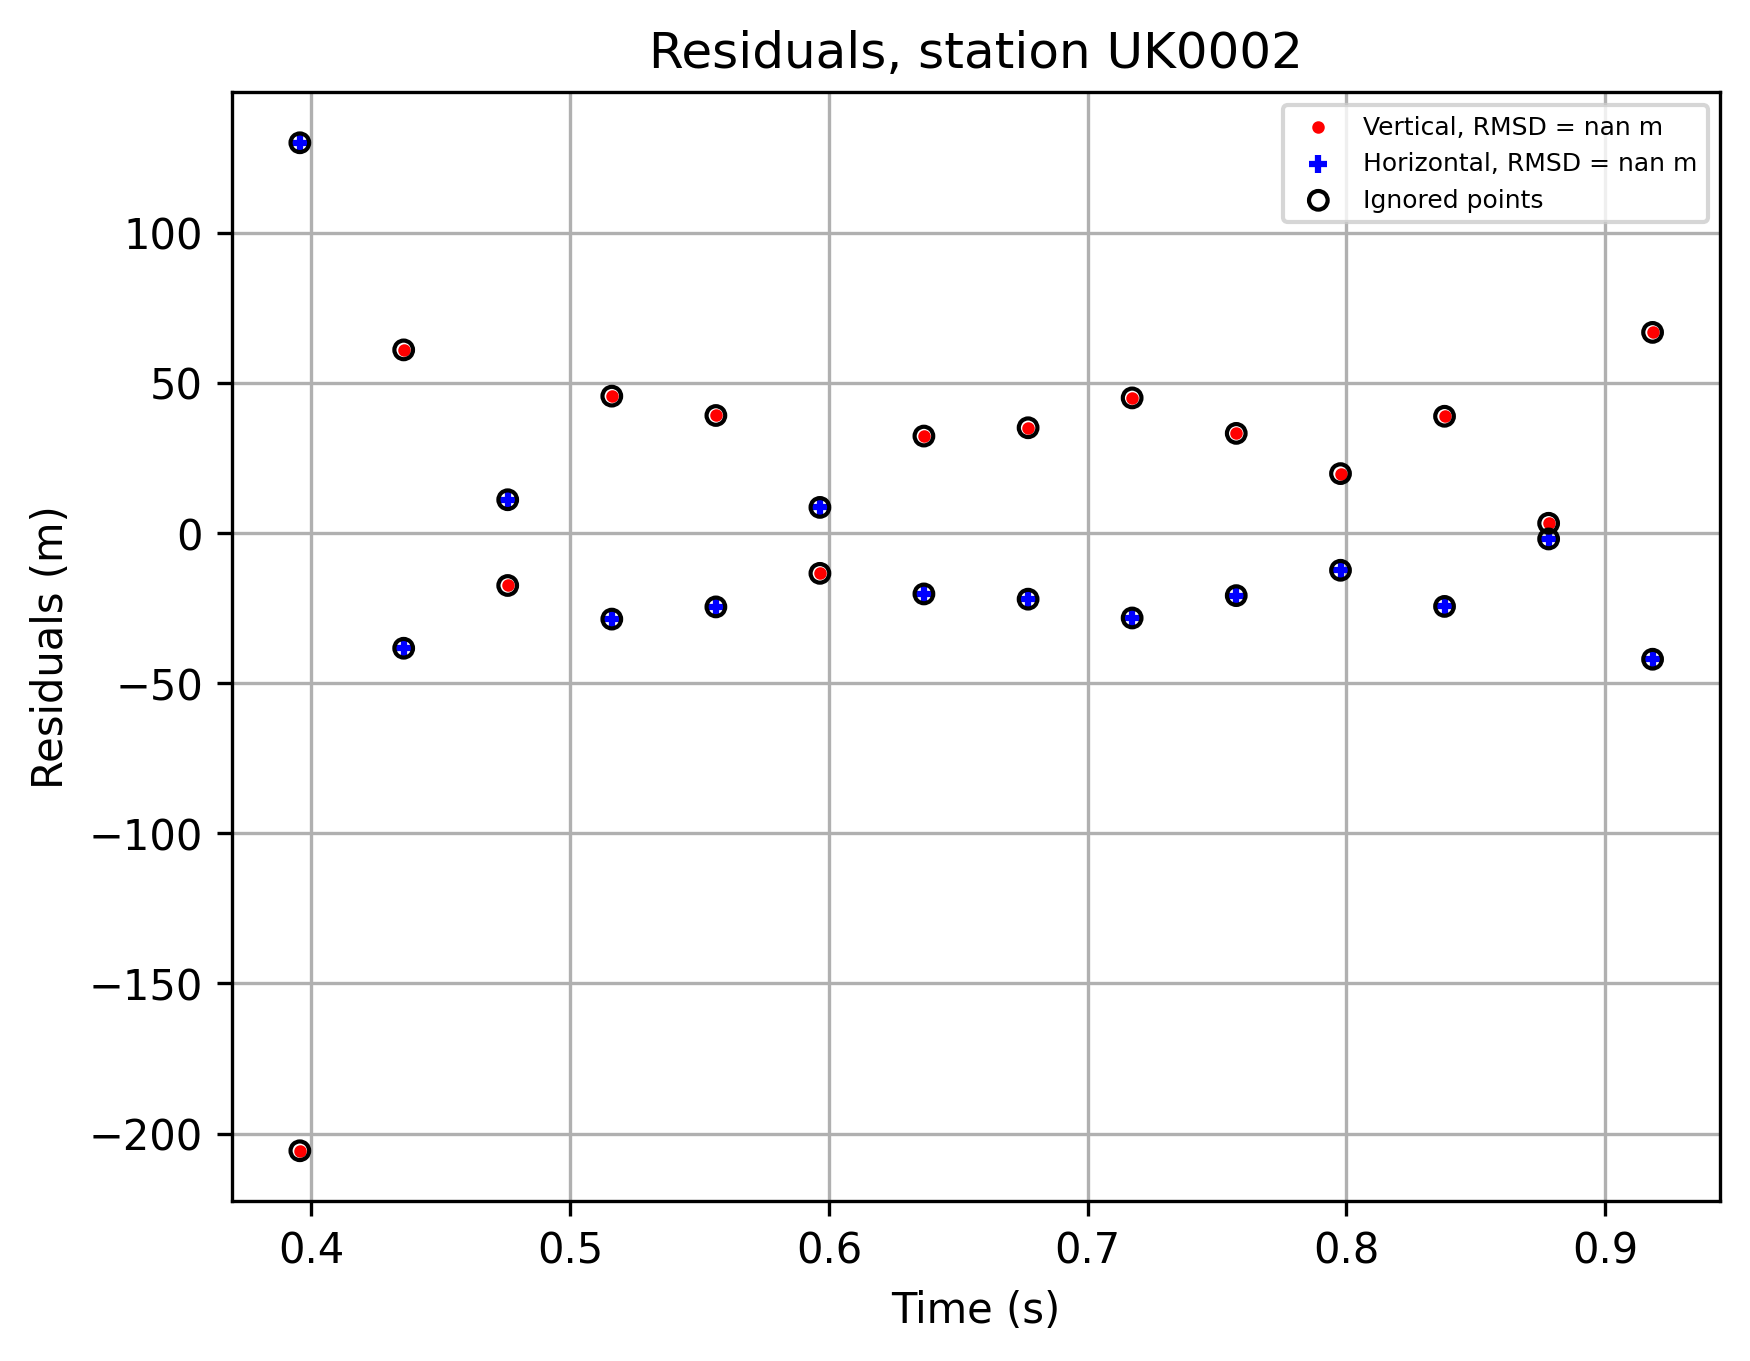 Residuals, station UK0002
Vertical, RMSD = nan m
Horizontal, RMSD = nan m
Ignored points
100
50
0
−50
−100
−150
−200
Residuals (m)
0.4 0.5 0.6 0.7 0.8 0.9
Time (s)